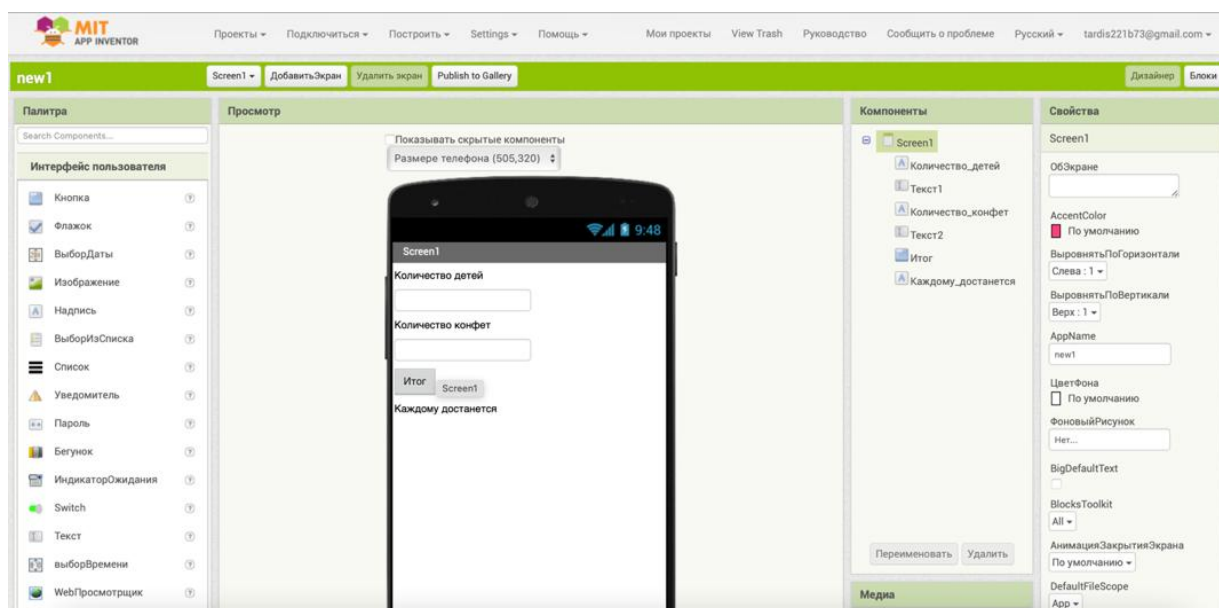 MIT
APP INVENTOR
Проекты Подключиться Построить Settings Помощь Мои проекты View Trash Руководство Сообщить о проблеме Русский tardis221b73@gmail.com
new1
Screen1 ДобавитьЭкран Удалить экран Publish to Gallery Дизайнер Блоки
Палитра
Search Components...
Интерфейс пользователя
Кнопка
Флажок
ВыборДаты
Изображение
Надпись
ВыборИзСписка
Список
Уведомитель
Пароль
Бегунок
ИндикаторОжидания
Switch
Текст
выборВремени
WebПросмотрщик
Просмотр
Показывать скрытые компоненты
Размере телефона (505,320)
9:48
Screen1
Количество детей
Количество конфет
Итог
Screen1
Каждому достанется
Компоненты
Screen1
Количество_детей
Текст1
Количество_конфет
Текст2
Итог
Каждому_достанется
Переименовать Удалить
Медиа
Свойства
Screen1
ОбЭкране
AccentColor
По умолчанию
ВыровнятьПоГоризонтали
Слева : 1
ВыровнятьПоВертикали
Верх : 1
AppName
new1
ЦветФона
По умолчанию
ФоновыйРисунок
Нет...
BigDefaultText
BlocksToolkit
All
АнимацияЗакрытияЭкрана
По умолчанию
DefaultFileScope
App